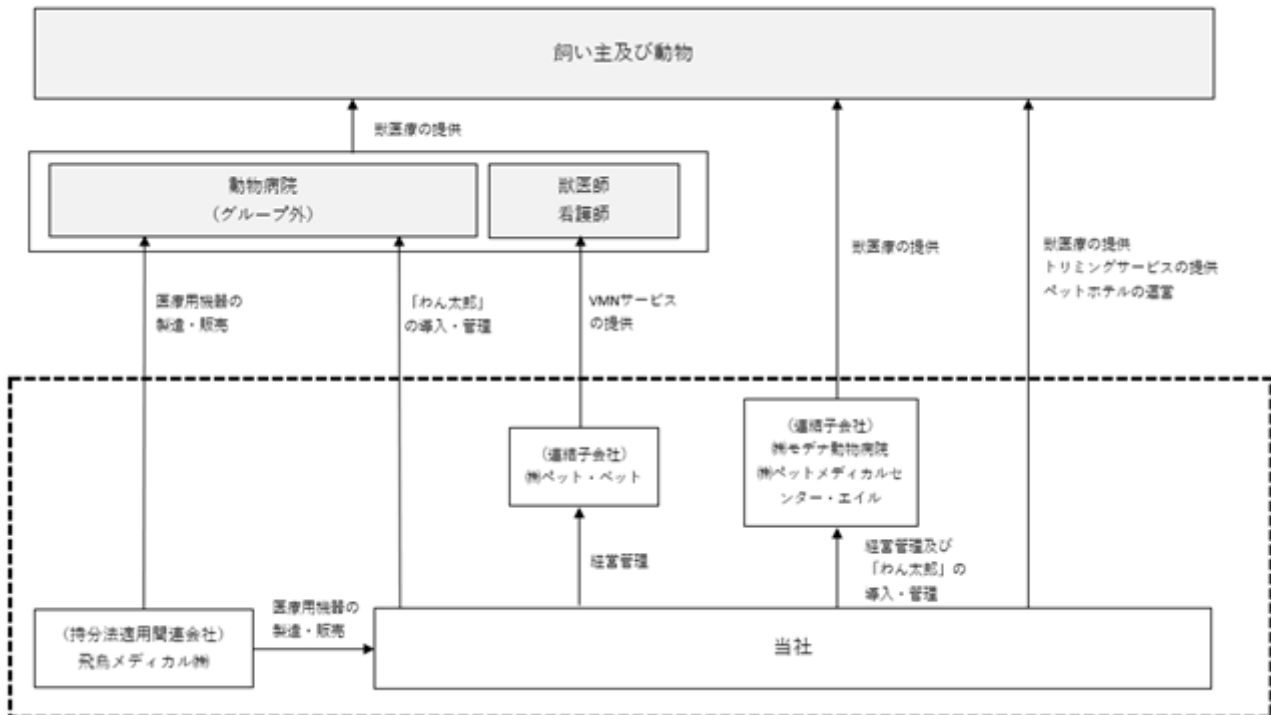 飼い主及び動物
獣医療の提供
動物病院
（グループ外）
獣医師
看護師
獣医療の提供
獣医療の提供
トリミングサービスの提供
ペットホテルの運営
医療用機器の
製造・販売
「わん太郎」
の導入・管理
VMNサービス
の提供
（連結子会社）
㈱ペット・ベット
（連結子会社）
㈱モデナ動物病院
㈱ペットメディカルセ
ンター・エイル
経営管理
経営管理及び
「わん太郎」の
導入・管理
（持分法適用関連会社）
飛鳥メディカル㈱
医療用機器の
製造・販売
当社